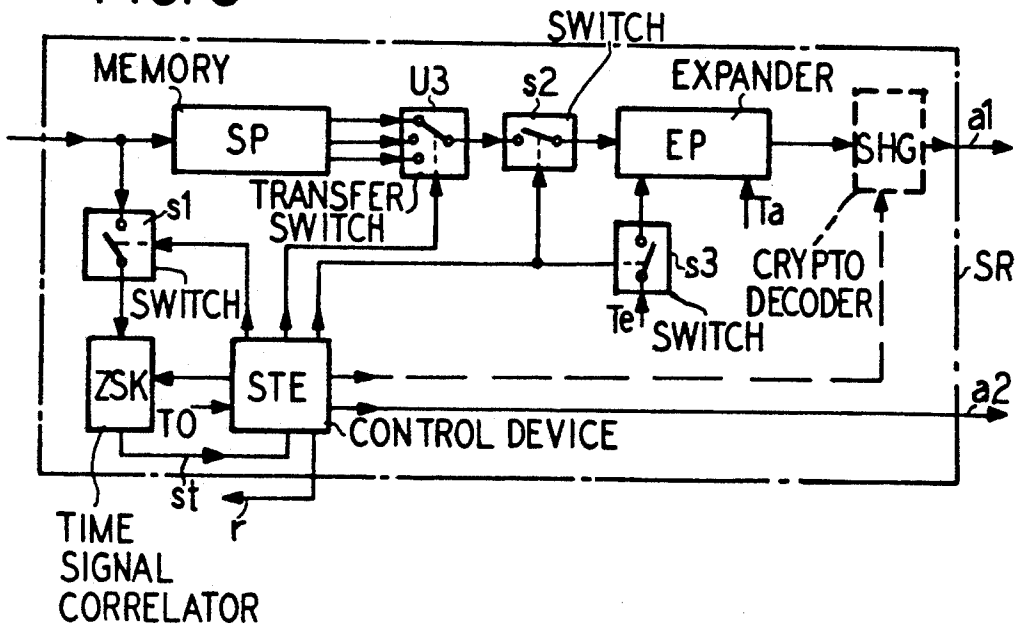 SWITCH
MEMORY
U3
s2
EXPANDER
a1
SP
EP
SHG
TRANSFER
SWITCH
Ta
s1
s3
CRYPTO
DECODER
SR
SWITCH
Te
SWITCH
ZSK
STE
TO
a2
CONTROL DEVICE
st
r
TIME
SIGNAL
CORRELATOR